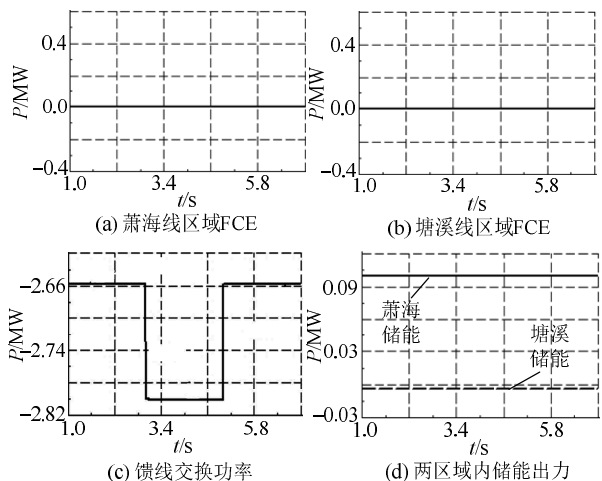 P/MW
0.4
0.0
−0.4
1.0 3.4 5.8
t/s
(a) 萧海线区域FCE
P/MW
0.4
0.0
−0.4
1.0 3.4 5.8
t/s
(b) 塘溪线区域FCE
P/MW
−2.66
−2.74
−2.82
1.0 3.4 5.8
t/s
(c) 馈线交换功率
P/MW
0.09
0.03
−0.03
萧海
储能
塘溪
储能
1.0 3.4 5.8
t/s
(d) 两区域内储能出力